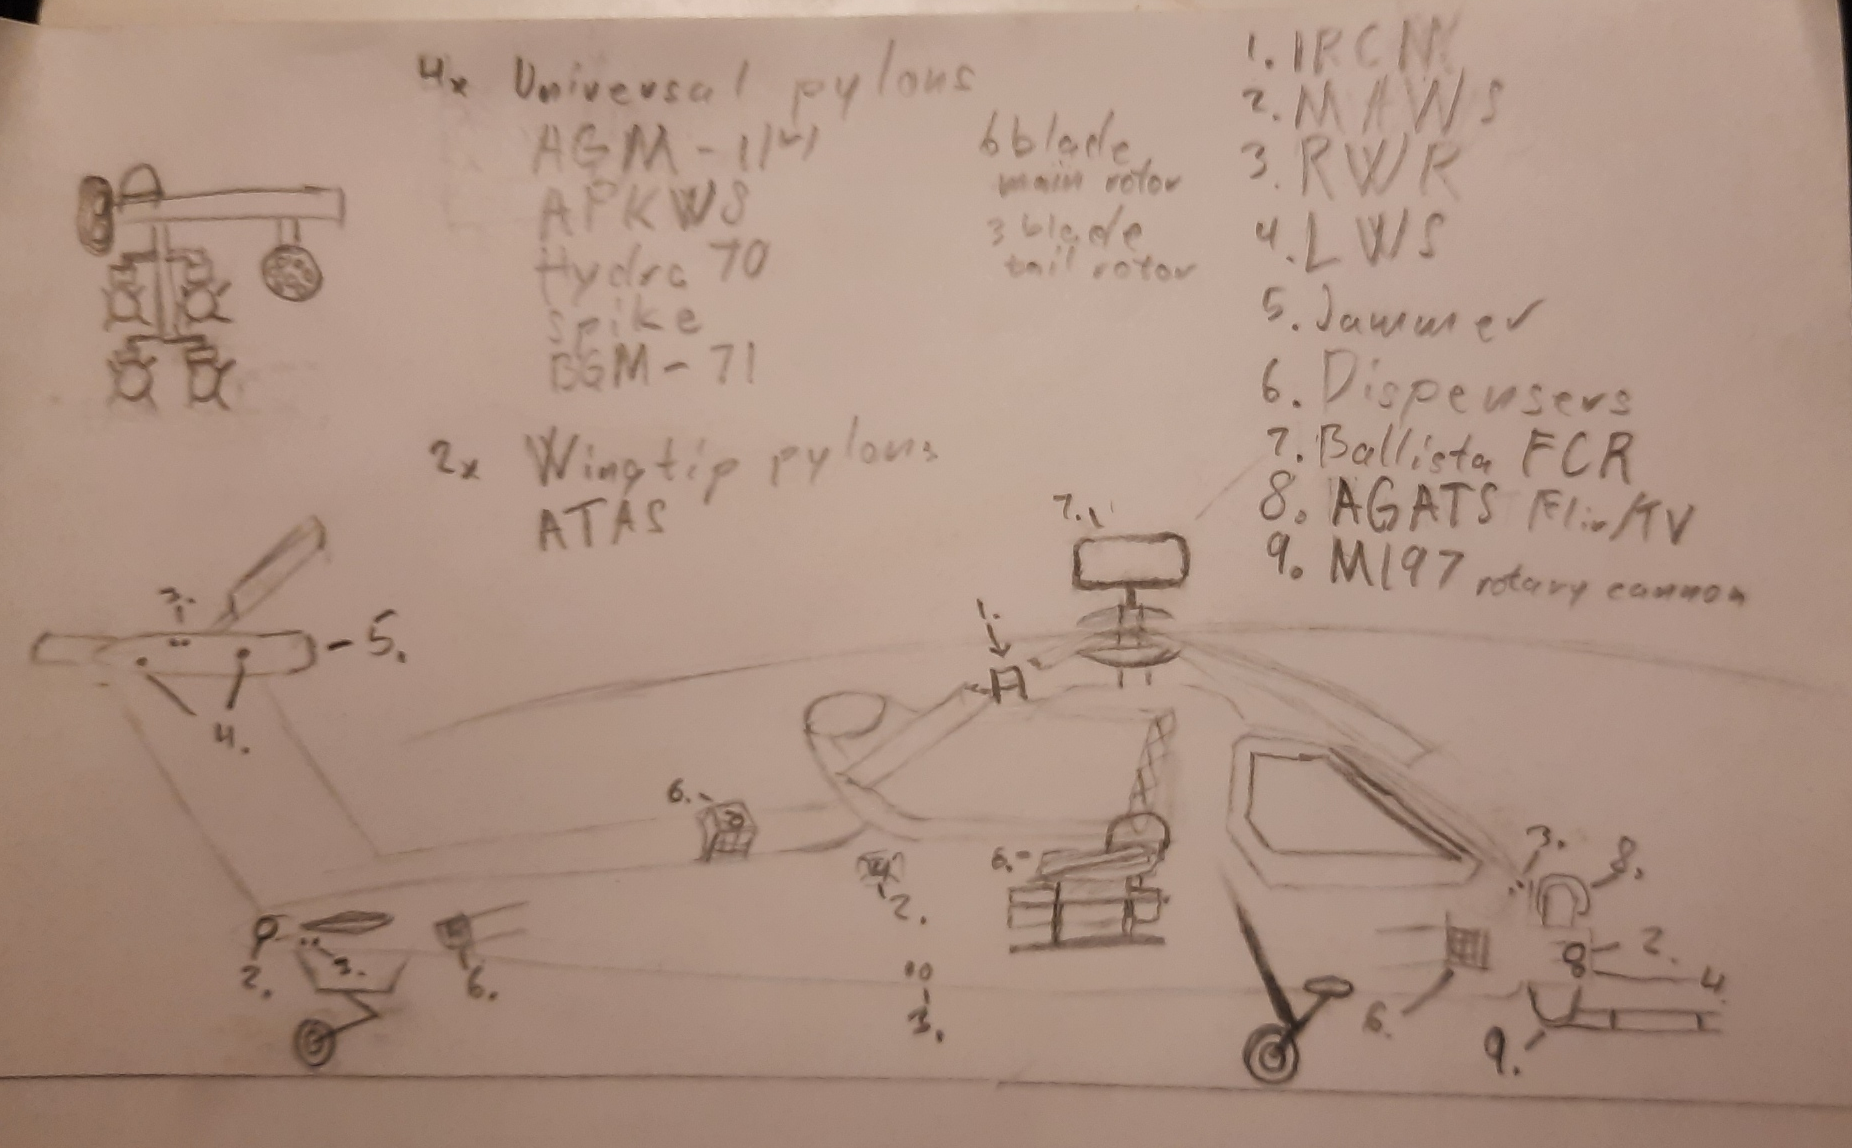 4x Universal pylons
AGM-114
APKWS
Hydra 70
Spike
BGM-71
2x Wingtip pylons
ATAS
6 blade
main rotor
3 blade
tail rotor
1. IRCM
2. MAWS
3. RWR
4. LWS
5. Jammer
6. Dispensers
7. Ballista FCR
8. AGATS Flir/TV
9. M197 rotary cannon
7.
1.
3.
5.
4.
6.
6.
2.
3.
8.
2.
4
2.
3.
6.
3.
6.
9.